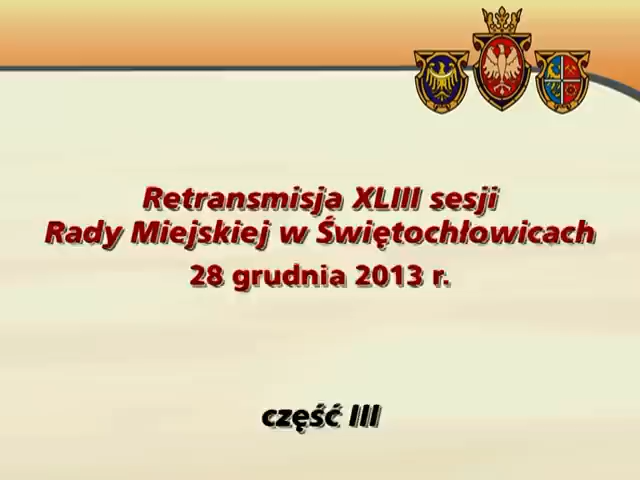 Retransmisja XLIII sesji
Rady Miejskiej w Świętochłowicach
28 grudnia 2013 r.
część III